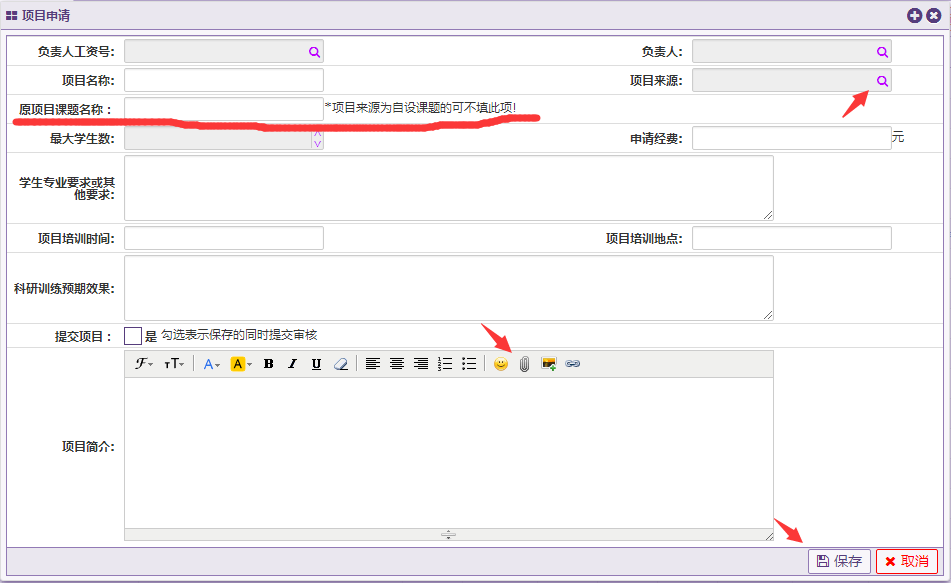 项目申请
负责人工资号:
负责人:
项目名称:
项目来源:
原项目课题名称：
*项目来源为自设课题的可不填此项!
最大学生数:
申请经费:
元
学生专业要求或其
他要求:
项目培训时间:
项目培训地点:
科研训练预期效果:
提交项目：
是 勾选表示保存的同时提交审核
ℱ TT A A B I U
项目简介:
保存
取消